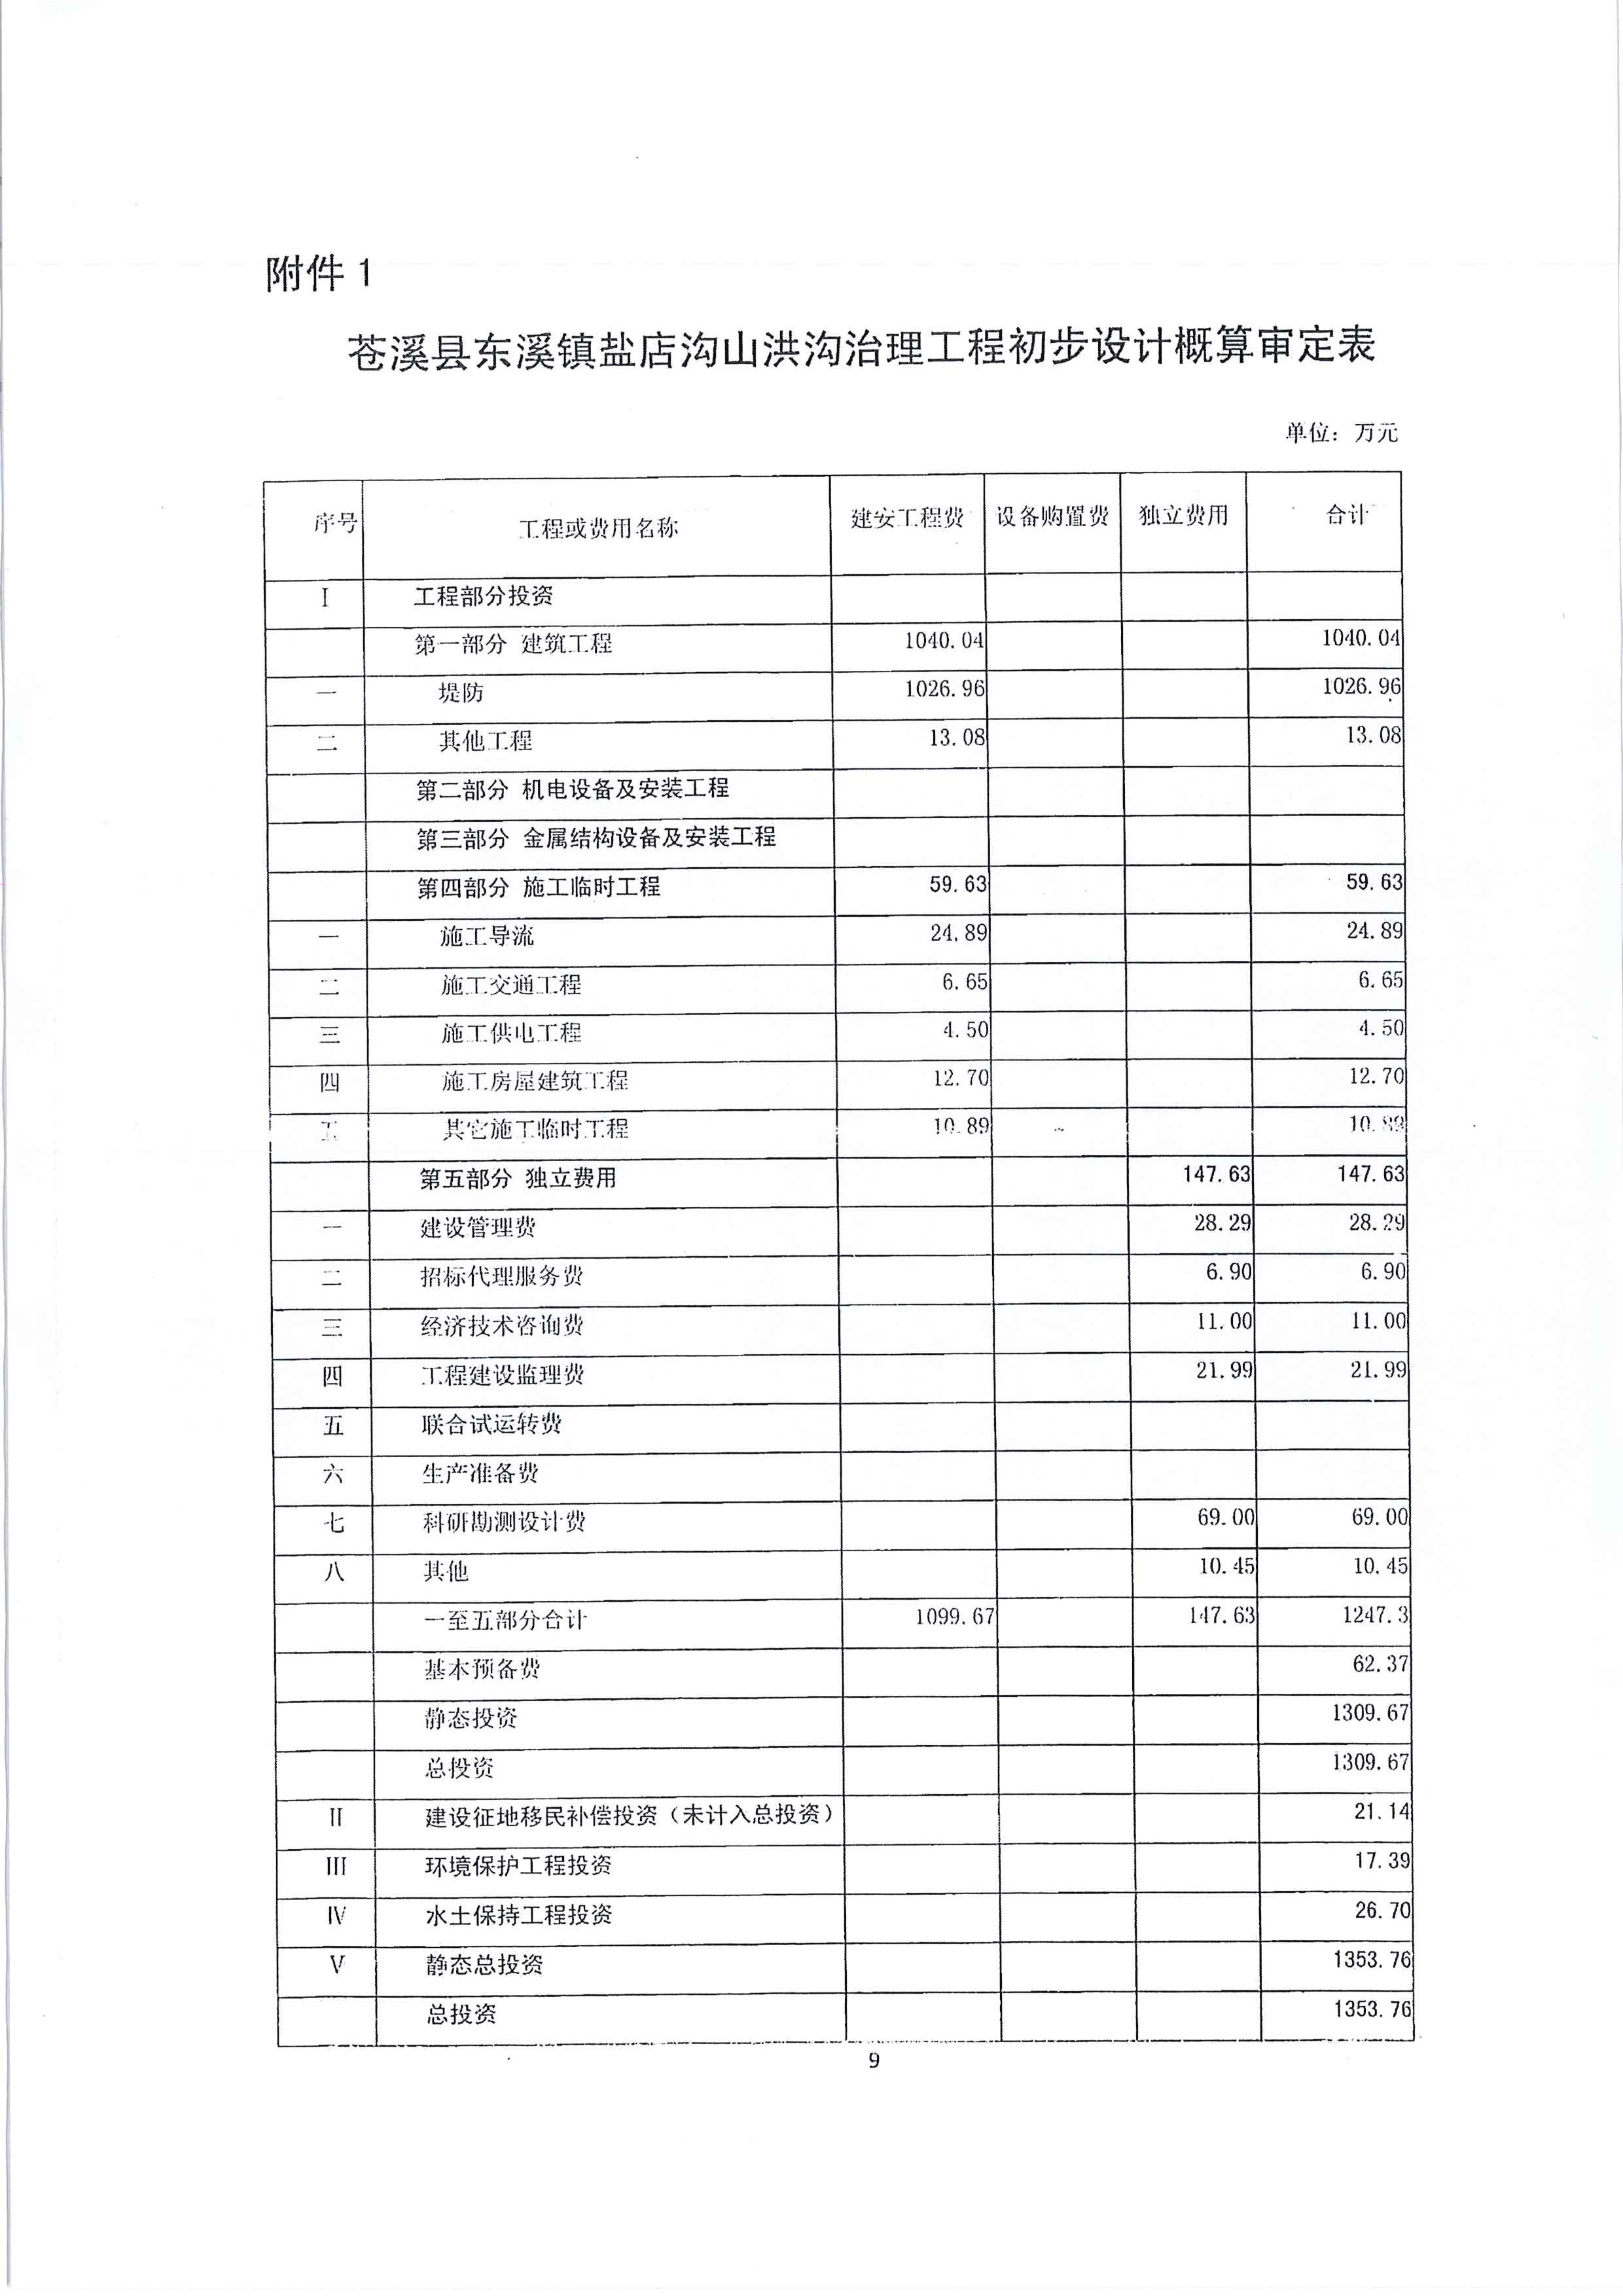 附件 1
苍溪县东溪镇盐店沟山洪沟治理工程初步设计概算审定表
单位：万元
序号 工程或费用名称 建安工程费 设备购置费 独立费用 合计
I 工程部分投资
第一部分 建筑工程 1040.04 1040.04
一 堤防 1026.96 1026.96
二 其他工程 13.08 13.08
第二部分 机电设备及安装工程
第三部分 金属结构设备及安装工程
第四部分 施工临时工程 59.63 59.63
一 施工导流 24.89 24.89
二 施工交通工程 6.65 6.65
三 施工供电工程 4.50 4.50
四 施工房屋建筑工程 12.70 12.70
五 其它施工临时工程 10.89 10.89
第五部分 独立费用 147.63 147.63
一 建设管理费 28.29 28.29
二 招标代理服务费 6.90 6.90
三 经济技术咨询费 11.00 11.00
四 工程建设监理费 21.99 21.99
五 联合试运转费
六 生产准备费
七 科研勘测设计费 69.00 69.00
八 其他 10.45 10.45
一至五部分合计 1099.67 147.63 1247.3
基本预备费 62.37
静态投资 1309.67
总投资 1309.67
II 建设征地移民补偿投资（未计入总投资） 21.14
III 环境保护工程投资 17.39
IV 水土保持工程投资 26.70
V 静态总投资 1353.76
总投资 1353.76
9